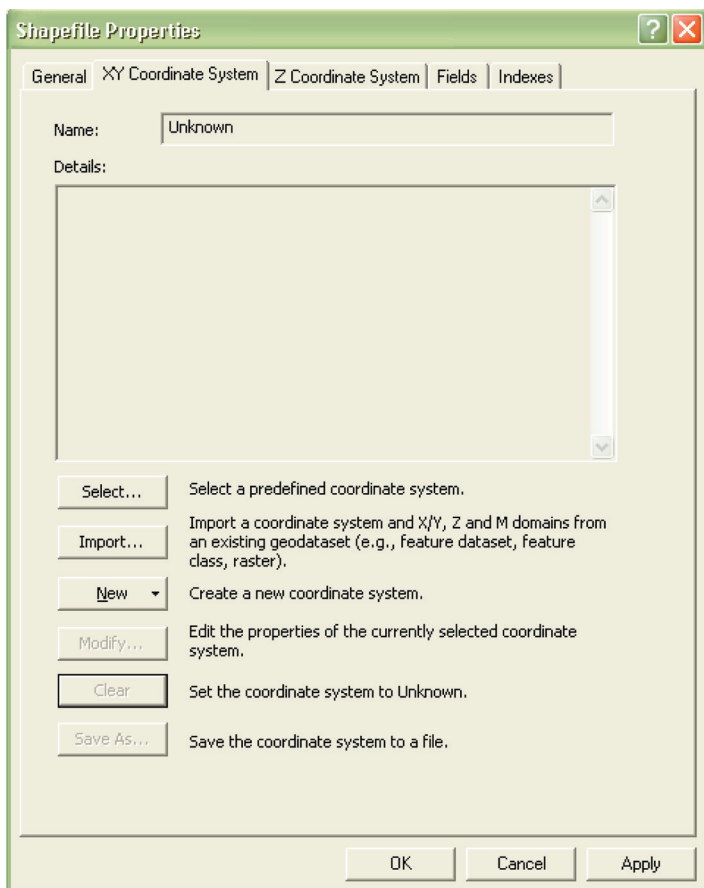 Shapefile Properties
General XY Coordinate System Z Coordinate System Fields Indexes
Name: Unknown
Details:
Select... Select a predefined coordinate system.
Import... Import a coordinate system and X/Y, Z and M domains from
an existing geodataset (e.g., feature dataset, feature
class, raster).
New Create a new coordinate system.
Modify... Edit the properties of the currently selected coordinate
system.
Clear Set the coordinate system to Unknown.
Save As... Save the coordinate system to a file.
OK Cancel Apply